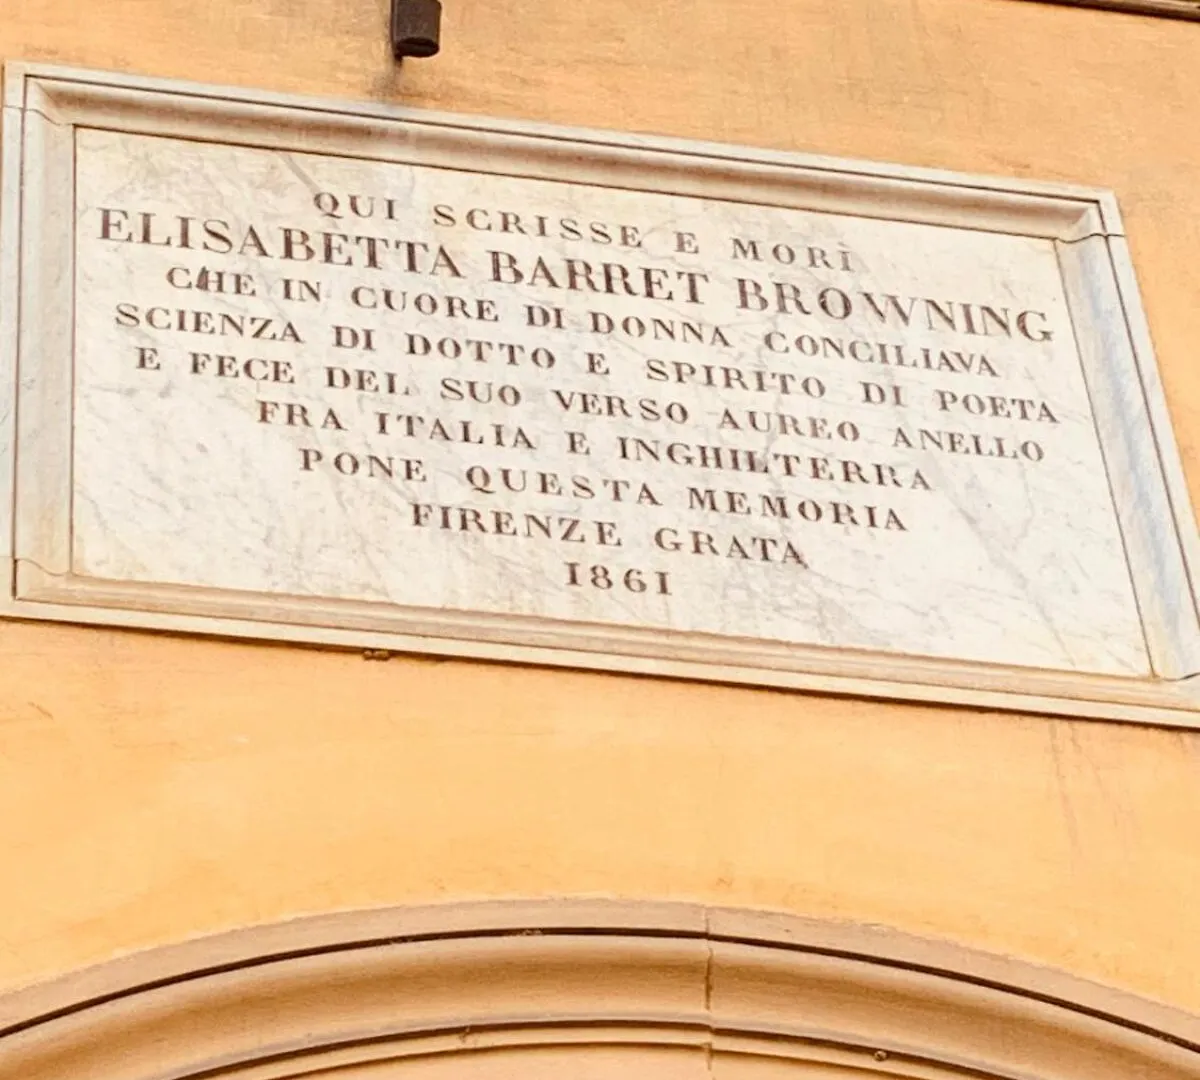 QUI SCRISSE E MORÌ
ELISABETTA BARRET BROWNING
CHE IN CUORE DI DONNA CONCILIAVA
SCIENZA DI DOTTO E SPIRITO DI POETA
E FECE DEL SUO VERSO AUREO ANELLO
FRA ITALIA E INGHILTERRA
PONE QUESTA MEMORIA
FIRENZE GRATA
1861